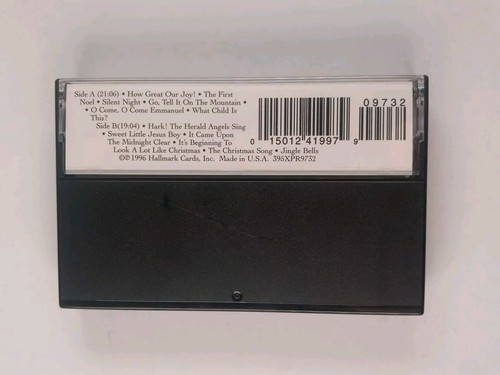 Side A (21:06) • How Great Our Joy! • The First
Noel • Silent Night • Go, Tell It On The Mountain •
• O Come, O Come Emmanuel • What Child Is
This?
Side B(19:04) • Hark! The Herald Angels Sing
• Sweet Little Jesus Boy • It Came Upon
The Midnight Clear • It's Beginning To
Look A Lot Like Christmas • The Christmas Song • Jingle Bells
©℗ 1996 Hallmark Cards, Inc. Made in U.S.A. 395XPR9732
09732
0 15012 41997 9